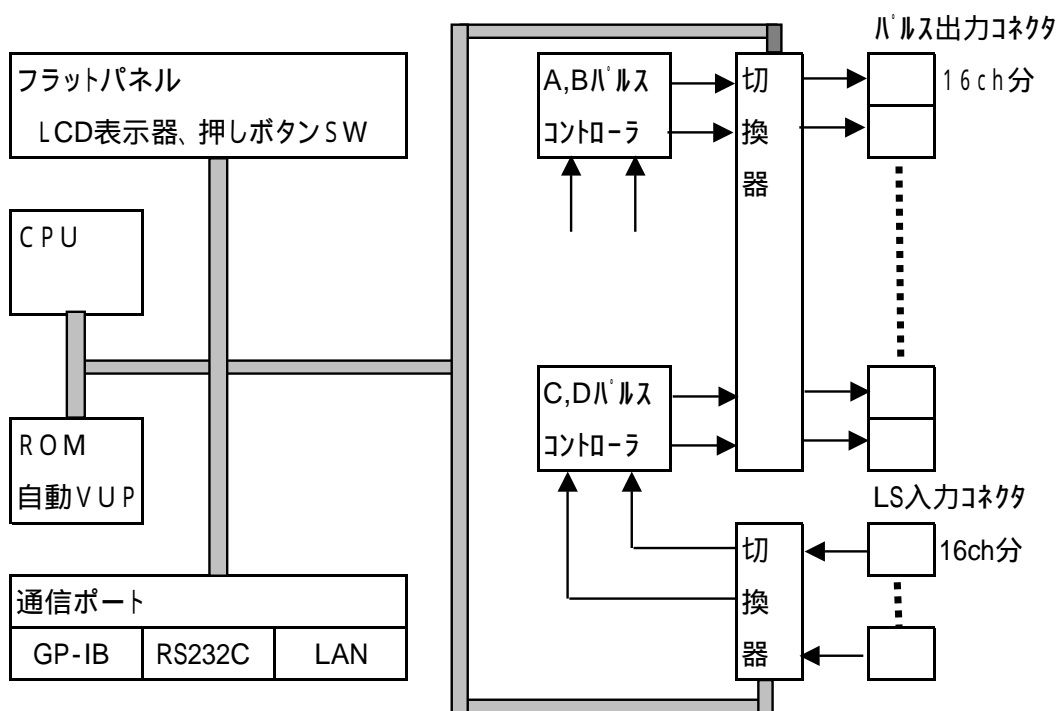 フラットパネル
LCD表示器、押しボタンSW
CPU
ROM
自動VUP
通信ポート
GP-IB
RS232C
LAN
A,Bﾊﾟﾙｽ
ｺﾝﾄﾛｰﾗ
切
換
器
ﾊﾟﾙｽ出力ｺﾈｸﾀ
16ch分
C,Dﾊﾟﾙｽ
ｺﾝﾄﾛｰﾗ
LS入力ｺﾈｸﾀ
16ch分
切
換
器